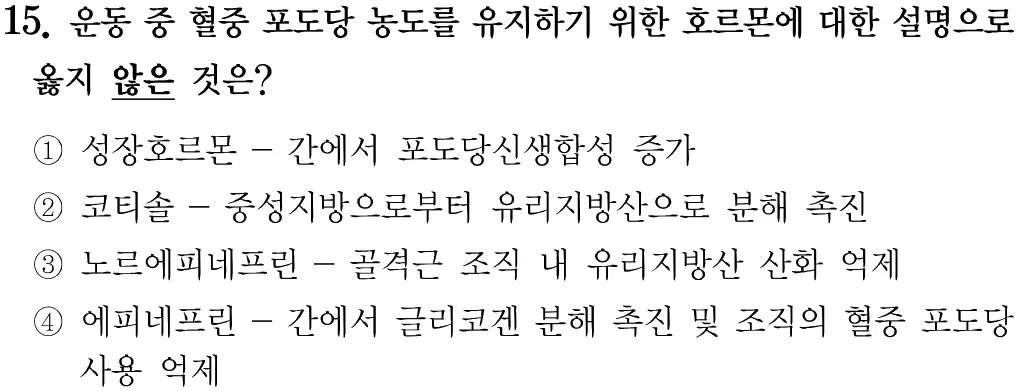 15. 운동 중 혈중 포도당 농도를 유지하기 위한 호르몬에 대한 설명으로
옳지 않은 것은?
① 성장호르몬 – 간에서 포도당신생합성 증가
② 코티솔 – 중성지방으로부터 유리지방산으로 분해 촉진
③ 노르에피네프린 – 골격근 조직 내 유리지방산 산화 억제
④ 에피네프린 – 간에서 글리코겐 분해 촉진 및 조직의 혈중 포도당
사용 억제